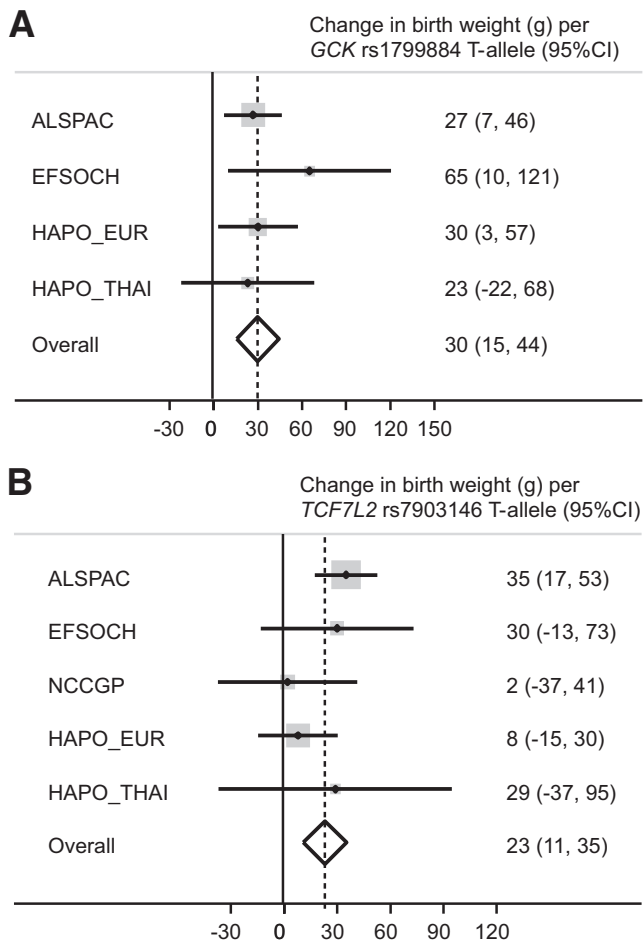 A
Change in birth weight (g) per
GCK rs1799884 T-allele (95%CI)
ALSPAC 27 (7, 46)
EFSOCH 65 (10, 121)
HAPO_EUR 30 (3, 57)
HAPO_THAI 23 (-22, 68)
Overall 30 (15, 44)
-30 0 30 60 90 120 150
B
Change in birth weight (g) per
TCF7L2 rs7903146 T-allele (95%CI)
ALSPAC 35 (17, 53)
EFSOCH 30 (-13, 73)
NCCGP 2 (-37, 41)
HAPO_EUR 8 (-15, 30)
HAPO_THAI 29 (-37, 95)
Overall 23 (11, 35)
-30 0 30 60 90 120